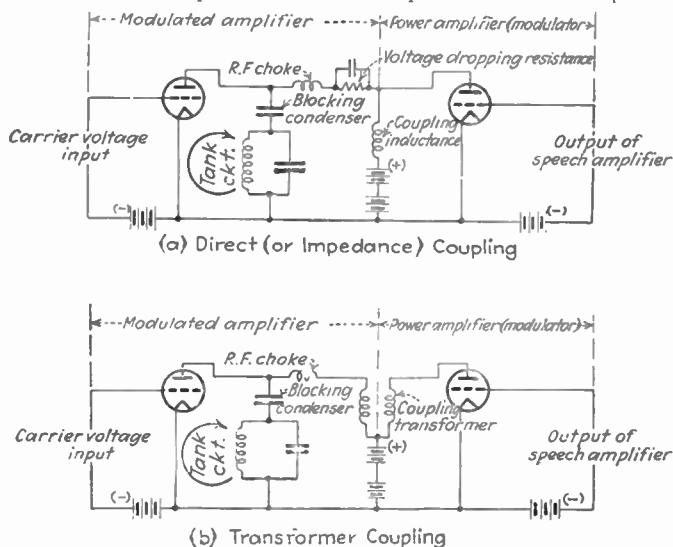 Modulated amplifier
Power amplifier (modulator
R.F. choke
Voltage dropping resistance
Blocking
condenser
Coupling
inductance
Carrier voltage
input
Tank
ckt.
(+)
Output of
speech amplifier
(-)
(-)
(a) Direct (or Impedance) Coupling
Modulated amplifier
Power amplifier (modulator)
R.F. choke
Blocking
condenser
Coupling
transformer
Carrier voltage
input
Tank
ckt.
(+)
Output of
speech amplifier
(-)
(-)
(b) Transformer Coupling